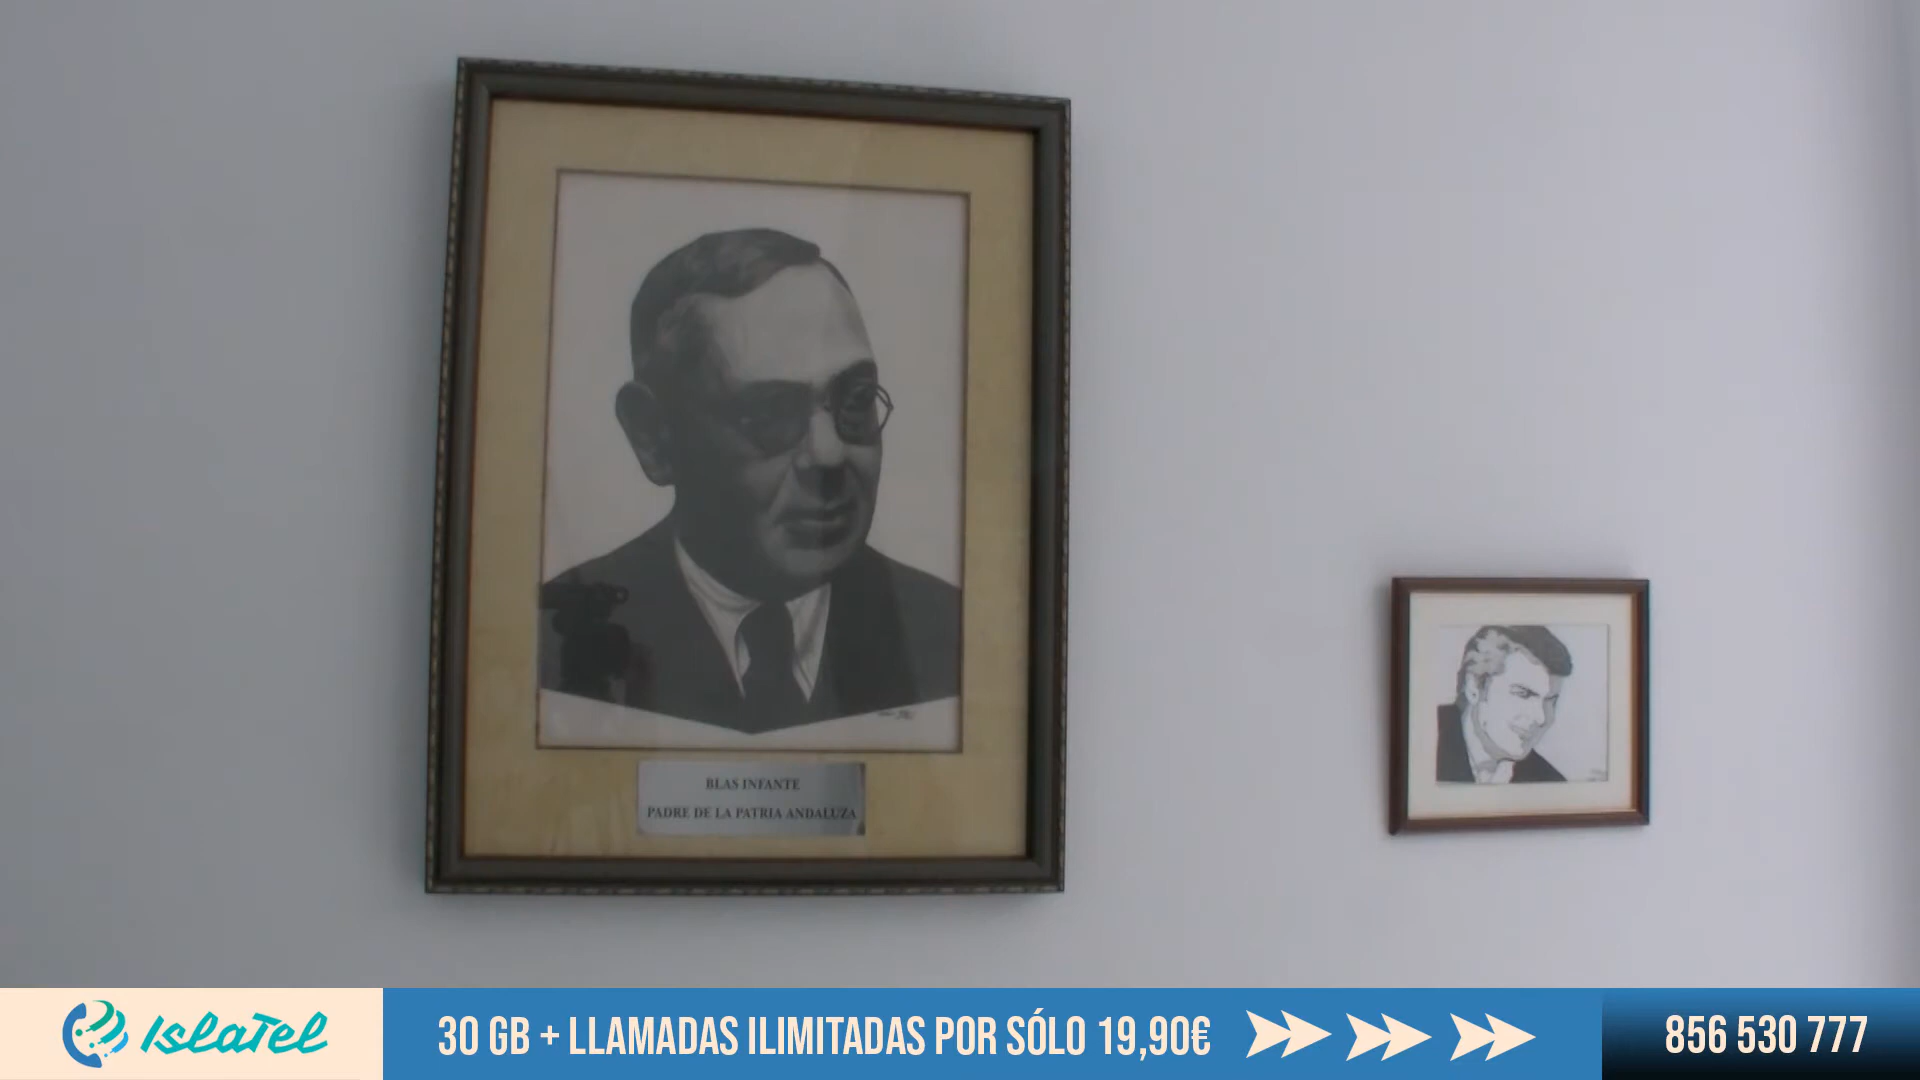 BLAS INFANTE
PADRE DE LA PATRIA ANDALUZA
IslaTel
30 GB + LLAMADAS ILIMITADAS POR SÓLO 19,90€
856 530 777